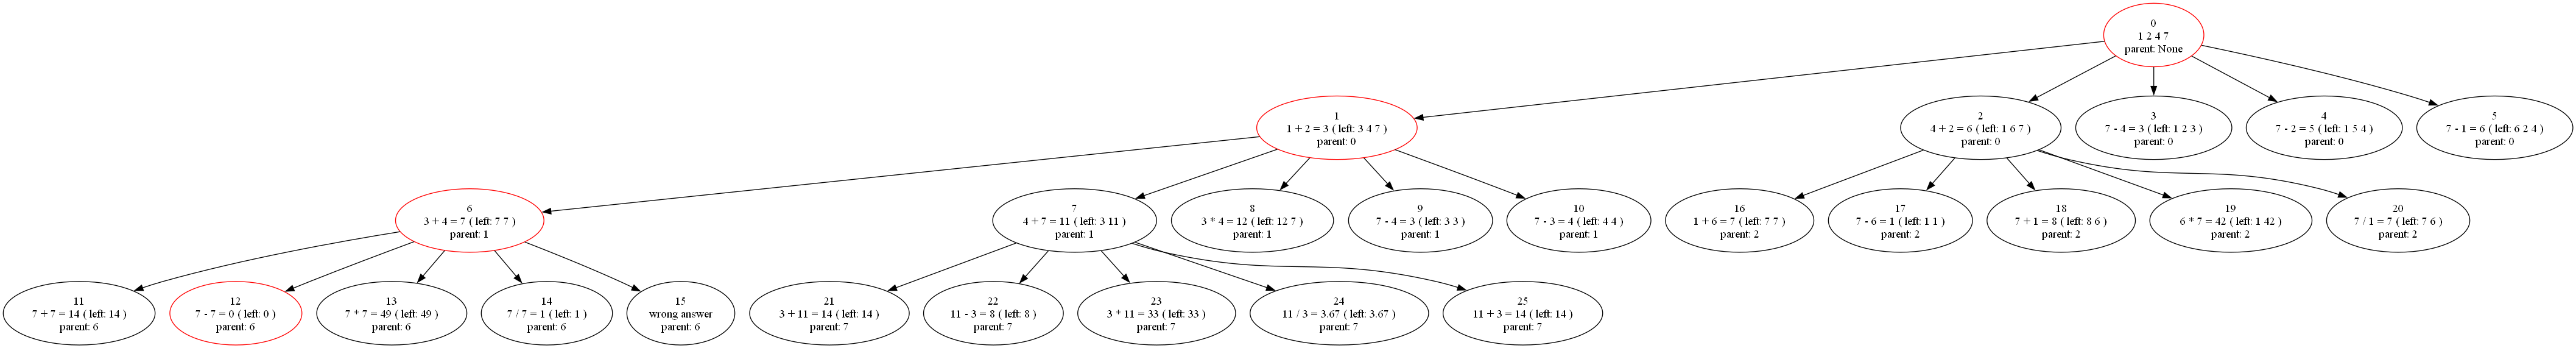 0
1 2 4 7
parent: None
1
1 + 2 = 3 ( left: 3 4 7 )
parent: 0
2
4 + 2 = 6 ( left: 1 6 7 )
parent: 0
3
7 - 4 = 3 ( left: 1 2 3 )
parent: 0
4
7 - 2 = 5 ( left: 1 5 4 )
parent: 0
5
7 - 1 = 6 ( left: 6 2 4 )
parent: 0
6
3 + 4 = 7 ( left: 7 7 )
parent: 1
7
4 + 7 = 11 ( left: 3 11 )
parent: 1
8
3 * 4 = 12 ( left: 12 7 )
parent: 1
9
7 - 4 = 3 ( left: 3 3 )
parent: 1
10
7 - 3 = 4 ( left: 4 4 )
parent: 1
16
1 + 6 = 7 ( left: 7 7 )
parent: 2
17
7 - 6 = 1 ( left: 1 1 )
parent: 2
18
7 + 1 = 8 ( left: 8 6 )
parent: 2
19
6 * 7 = 42 ( left: 1 42 )
parent: 2
20
7 / 1 = 7 ( left: 7 6 )
parent: 2
11
7 + 7 = 14 ( left: 14 )
parent: 6
12
7 - 7 = 0 ( left: 0 )
parent: 6
13
7 * 7 = 49 ( left: 49 )
parent: 6
14
7 / 7 = 1 ( left: 1 )
parent: 6
15
wrong answer
parent: 6
21
3 + 11 = 14 ( left: 14 )
parent: 7
22
11 - 3 = 8 ( left: 8 )
parent: 7
23
3 * 11 = 33 ( left: 33 )
parent: 7
24
11 / 3 = 3.67 ( left: 3.67 )
parent: 7
25
11 + 3 = 14 ( left: 14 )
parent: 7